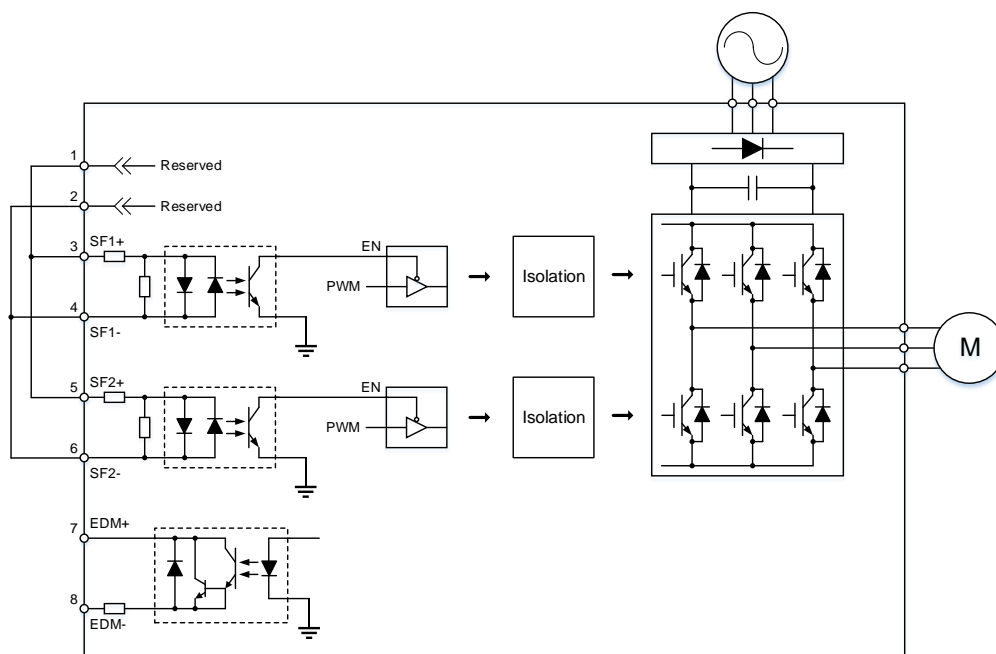 1
Reserved
2
Reserved
3
SF1+
EN
PWM
Isolation
4
SF1-
M
5
SF2+
EN
PWM
Isolation
6
SF2-
7
EDM+
8
EDM-